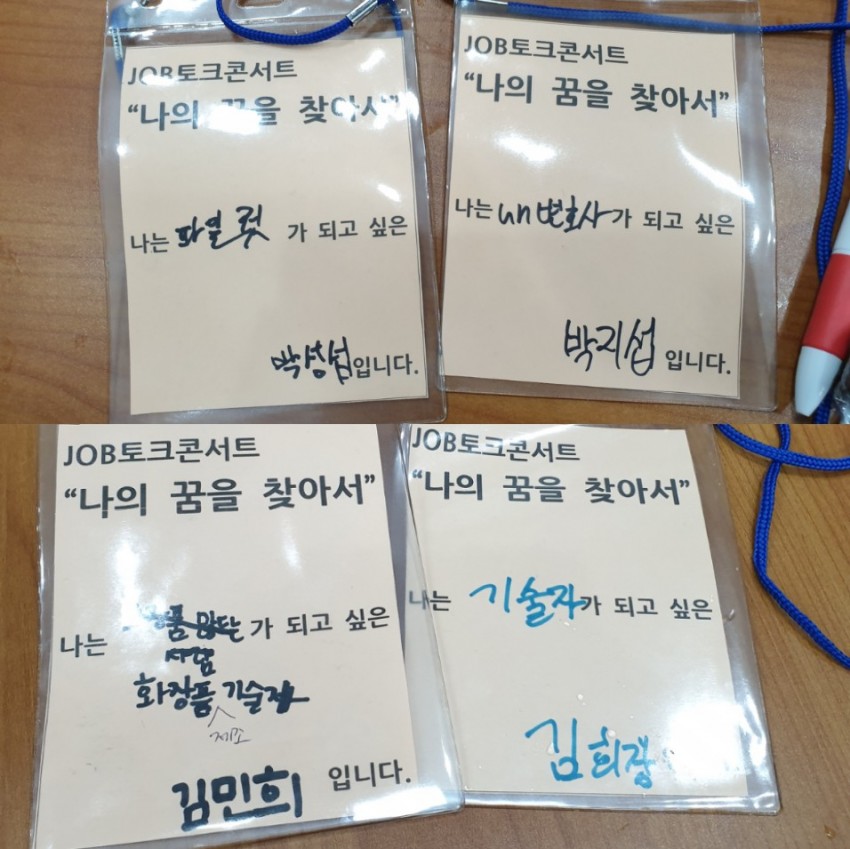 JOB토크콘서트
“나의 꿈을 찾아서”
나는 파일럿 가 되고 싶은
입니다.
JOB토크콘서트
“나의 꿈을 찾아서”
나는 un변호사가 되고 싶은
박지섭 입니다.
JOB토크콘서트
“나의 꿈을 찾아서”
나는 가 되고 싶은
화장품 기술자
제조
김민희 입니다.
JOB토크콘서트
“나의 꿈을 찾아서”
나는 기술자가 되고 싶은